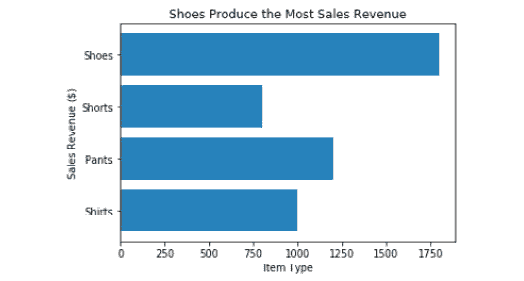 Shoes Produce the Most Sales Revenue
Shoes
Shorts
Pants
Shirts
Sales Revenue ($)
0 250 500 750 1000 1250 1500 1750
Item Type